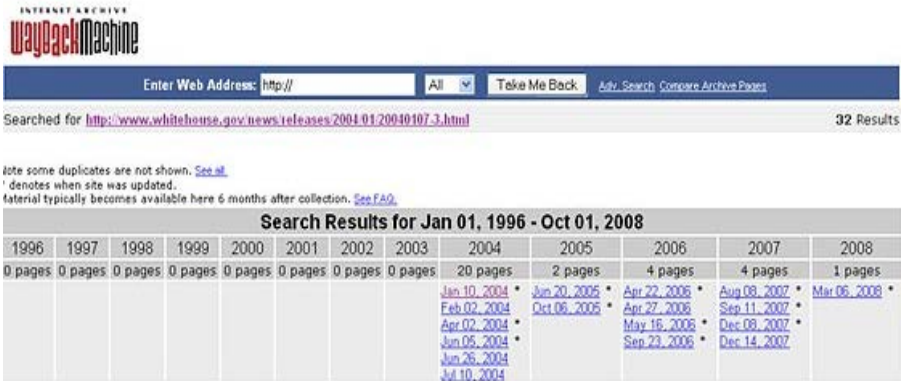 INTERNET ARCHIVE
WayBackMachine
Enter Web Address: http:// All Take Me Back Adv. Search Compare Archive Pages
Searched for http://www.whitehouse.gov/news/releases/2004/01/20040107-3.html 32 Results
Note some duplicates are not shown. See all.
* denotes when site was updated.
Material typically becomes available here 6 months after collection. See FAQ.
Search Results for Jan 01, 1996 - Oct 01, 2008
1996 1997 1998 1999 2000 2001 2002 2003 2004 2005 2006 2007 2008
0 pages 0 pages 0 pages 0 pages 0 pages 0 pages 0 pages 0 pages 20 pages 2 pages 4 pages 4 pages 1 pages
Jan 10, 2004 * Jun 20, 2005 * Apr 22, 2006 * Aug 08, 2007 * Mar 06, 2008 *
Feb 02, 2004 Oct 06, 2005 * Apr 27, 2006 Sep 11, 2007 *
Apr 02, 2004 * May 16, 2006 * Dec 08, 2007 *
Jun 05, 2004 * Sep 23, 2006 * Dec 14, 2007
Jun 26, 2004
Jul 10, 2004